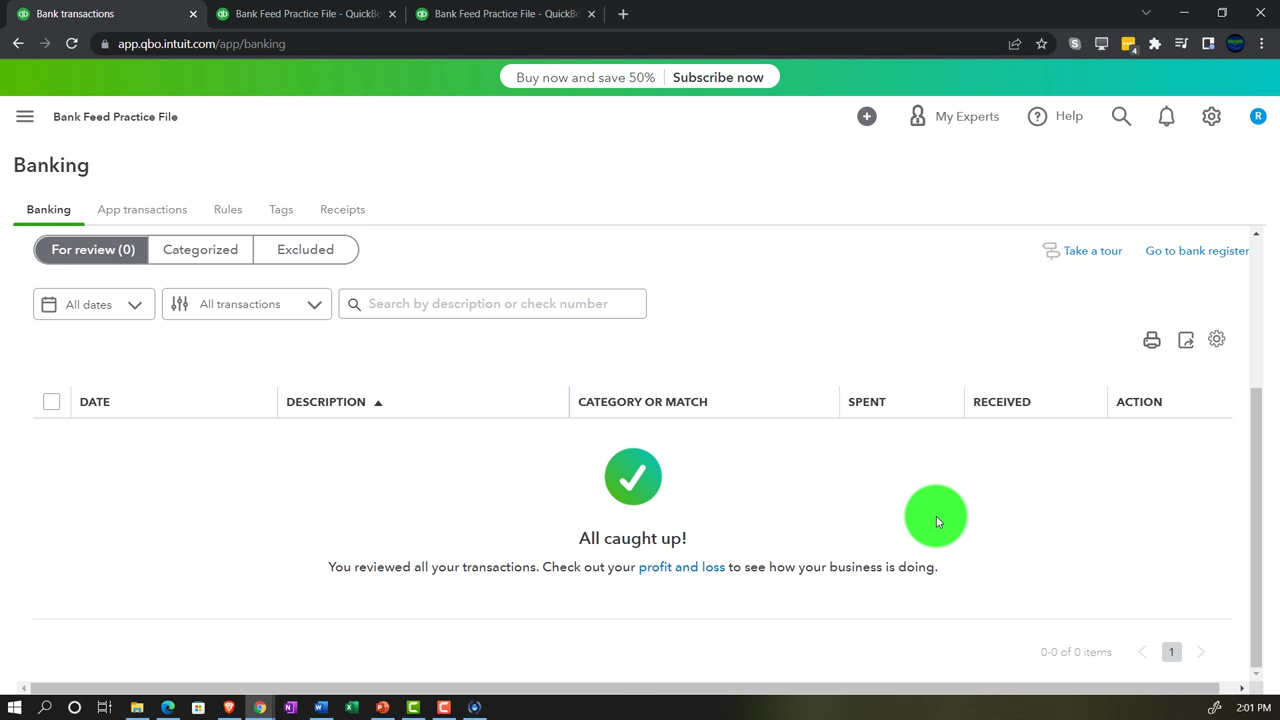 Bank transactions
Bank Feed Practice File - QuickBo
Bank Feed Practice File - QuickBo
app.qbo.intuit.com/app/banking
4
Buy now and save 50% Subscribe now
Bank Feed Practice File
My Experts
Help
R
Banking
Banking App transactions Rules Tags Receipts
For review (0) Categorized Excluded
Take a tour Go to bank register
All dates All transactions Search by description or check number
DATE DESCRIPTION CATEGORY OR MATCH SPENT RECEIVED ACTION
All caught up!
You reviewed all your transactions. Check out your profit and loss to see how your business is doing.
0-0 of 0 items 1
2:01 PM